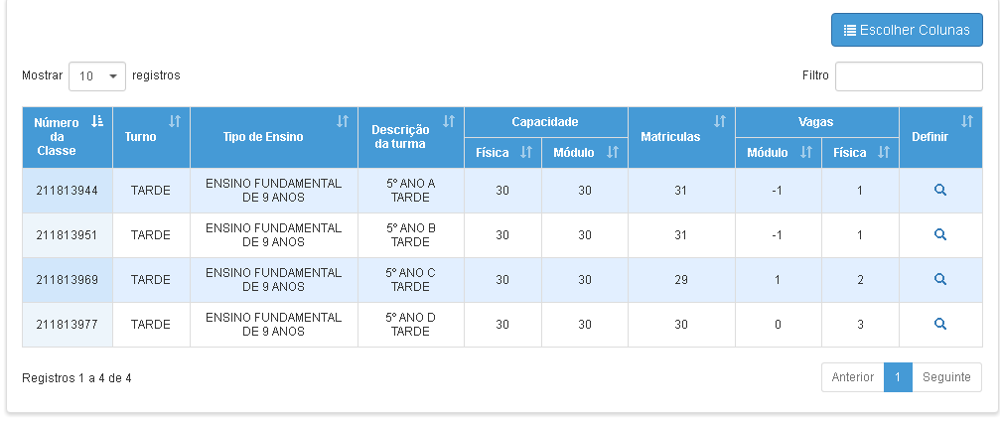 Escolher Colunas
Mostrar 10 registros Filtro
Número da Classe Turno Tipo de Ensino Descrição da turma Capacidade Matriculas Vagas Definir
Física Módulo Módulo Física
211813944 TARDE ENSINO FUNDAMENTAL DE 9 ANOS 5º ANO A TARDE 30 30 31 -1 1
211813951 TARDE ENSINO FUNDAMENTAL DE 9 ANOS 5º ANO B TARDE 30 30 31 -1 1
211813969 TARDE ENSINO FUNDAMENTAL DE 9 ANOS 5º ANO C TARDE 30 30 29 1 2
211813977 TARDE ENSINO FUNDAMENTAL DE 9 ANOS 5º ANO D TARDE 30 30 30 0 3
Registros 1 a 4 de 4 Anterior 1 Seguinte